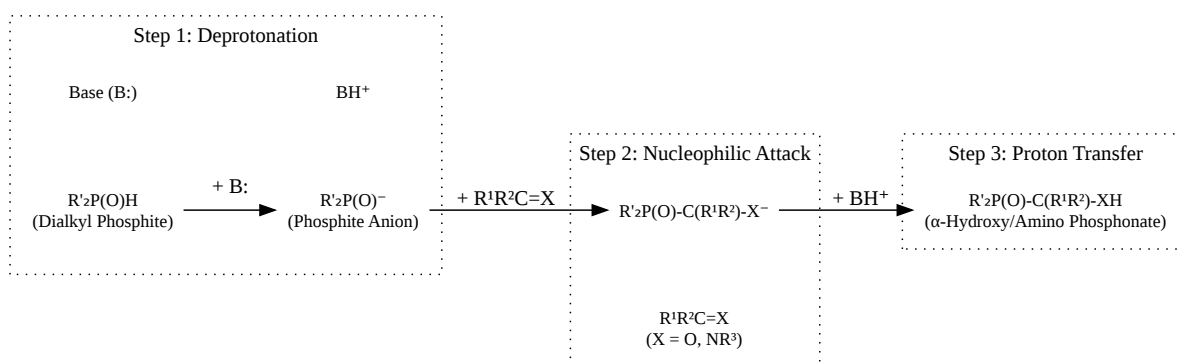 Step 1: Deprotonation
Base (B:)
BH⁺
R'₂P(O)H
(Dialkyl Phosphite)
+ B:
R'₂P(O)⁻
(Phosphite Anion)
+ R¹R²C=X
Step 2: Nucleophilic Attack
R'₂P(O)-C(R¹R²)-X⁻
R¹R²C=X
(X = O, NR³)
+ BH⁺
Step 3: Proton Transfer
R'₂P(O)-C(R¹R²)-XH
(α-Hydroxy/Amino Phosphonate)